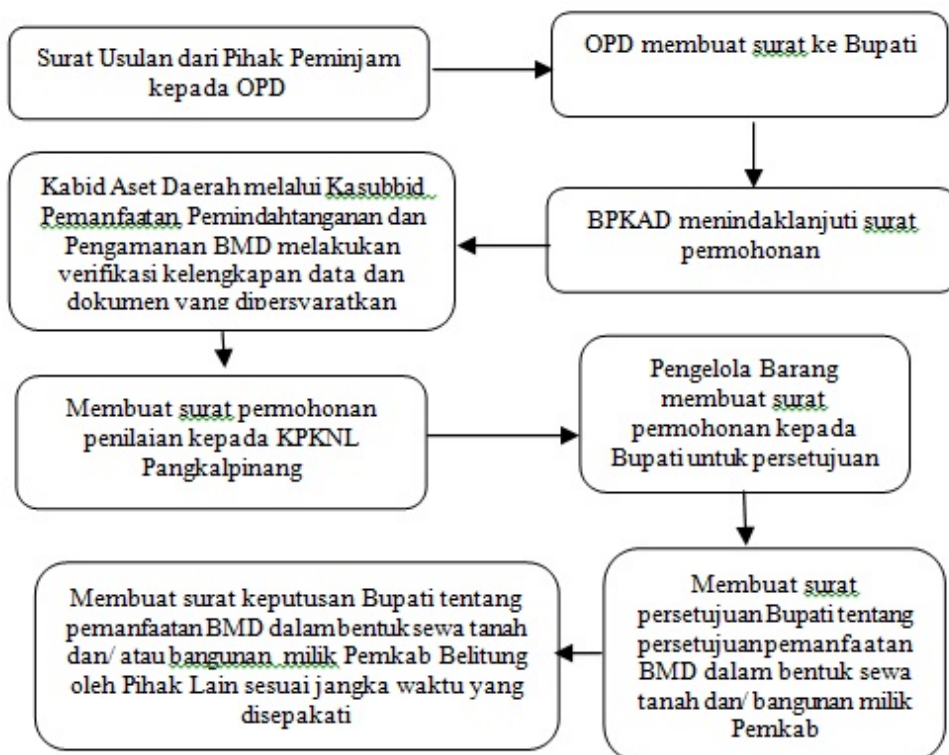 Surat Usulan dari Pihak Peminjam
kepada OPD
OPD membuat surat ke Bupati
BPKAD menindaklanjuti surat
permohonan
Kabid Aset Daerah melalui Kasubbid
Pemanfaatan, Pemindahtanganan dan
Pengamanan BMD melakukan
verifikasi kelengkapan data dan
dokumen yang dipersyaratkan
Membuat surat permohonan
penilaian kepada KPKNL
Pangkalpinang
Pengelola Barang
membuat surat
permohonan kepada
Bupati untuk persetujuan
Membuat surat
persetujuan Bupati tentang
persetujuan pemanfaatan
BMD dalam bentuk sewa
tanah dan/ bangunan milik
Pemkab
Membuat surat keputusan Bupati tentang
pemanfaatan BMD dalam bentuk sewa tanah
dan/ atau bangunan milik Pemkab Belitung
oleh Pihak Lain sesuai jangka waktu yang
disepakati